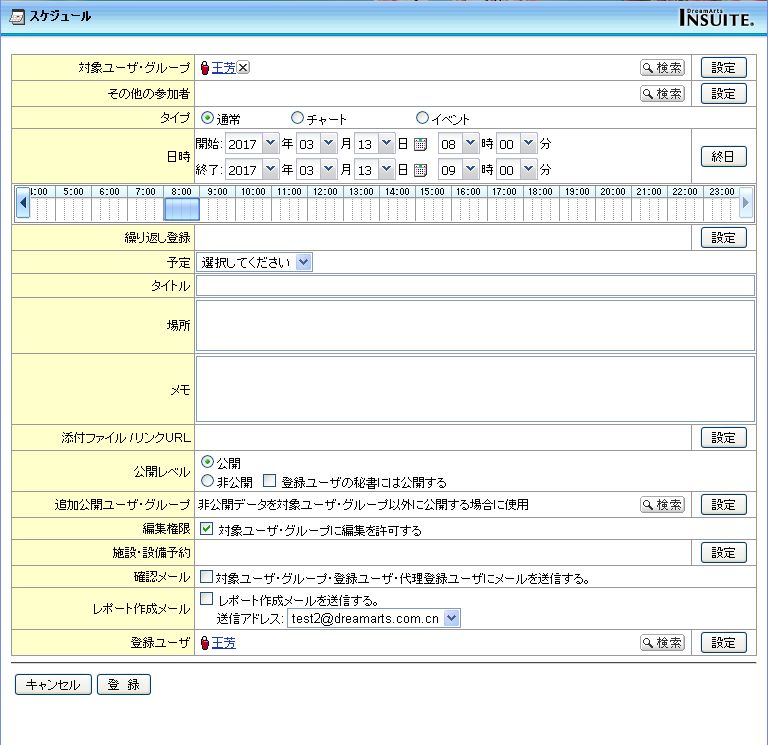 スケジュール
DreamArts
INSUITE.
対象ユーザ・グループ 王芳 検索 設定
その他の参加者 検索 設定
タイプ 通常 チャート イベント
日時 開始: 2017 年 03 月 13 日 08 時 00 分
終了: 2017 年 03 月 13 日 09 時 00 分
終日
4:00 5:00 6:00 7:00 8:00 9:00 10:00 11:00 12:00 13:00 14:00 15:00 16:00 17:00 18:00 19:00 20:00 21:00 22:00 23:00
繰り返し登録 設定
予定 選択してください
タイトル
場所
メモ
添付ファイル/リンクURL 設定
公開レベル 公開
非公開 登録ユーザの秘書には公開する
追加公開ユーザ・グループ 非公開データを対象ユーザ・グループ以外に公開する場合に使用 検索 設定
編集権限 対象ユーザ・グループに編集を許可する
施設・設備予約 設定
確認メール 対象ユーザ・グループ・登録ユーザ・代理登録ユーザにメールを送信する。
レポート作成メール レポート作成メールを送信する。
送信アドレス: test2@dreamarts.com.cn
登録ユーザ 王芳 検索 設定
キャンセル 登 録